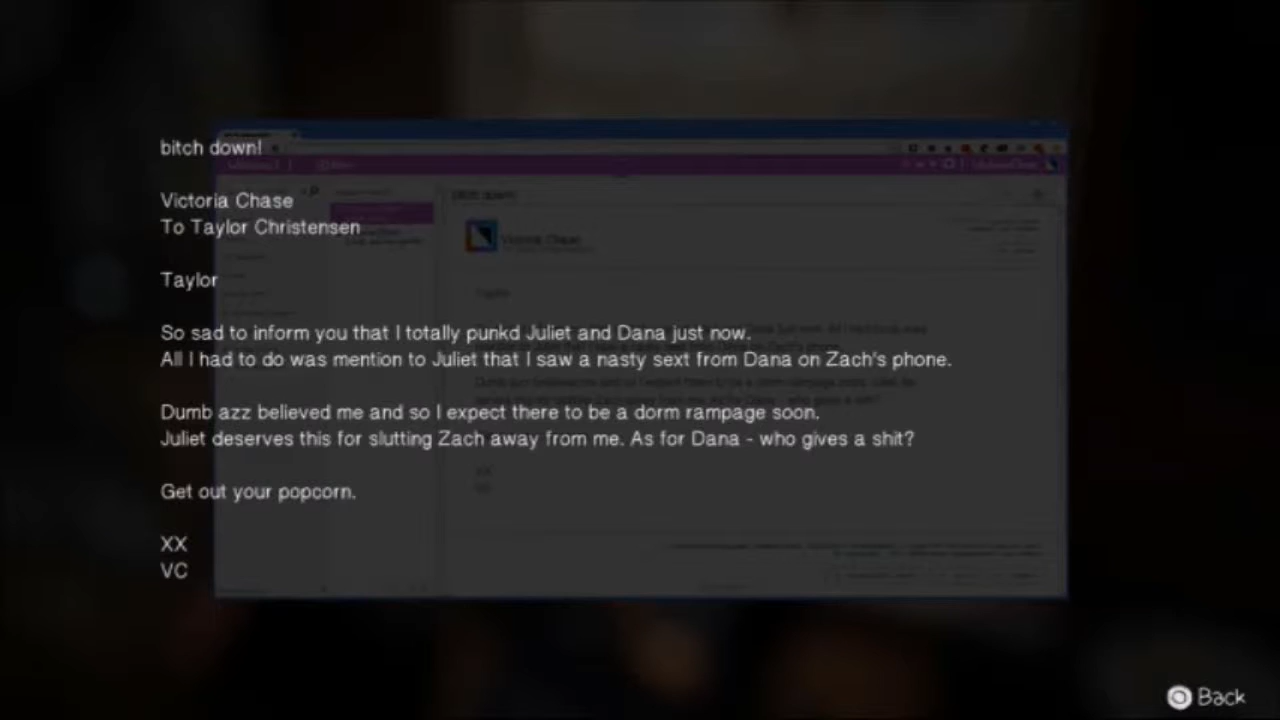 bitch down!
Victoria Chase
To Taylor Christensen
Taylor
So sad to inform you that I totally punkd Juliet and Dana just now.
All I had to do was mention to Juliet that I saw a nasty sext from Dana on Zach's phone.
Dumb azz believed me and so I expect there to be a dorm rampage soon.
Juliet deserves this for slutting Zach away from me. As for Dana - who gives a shit?
Get out your popcorn.
XX
VC
Victoria Chase
Back